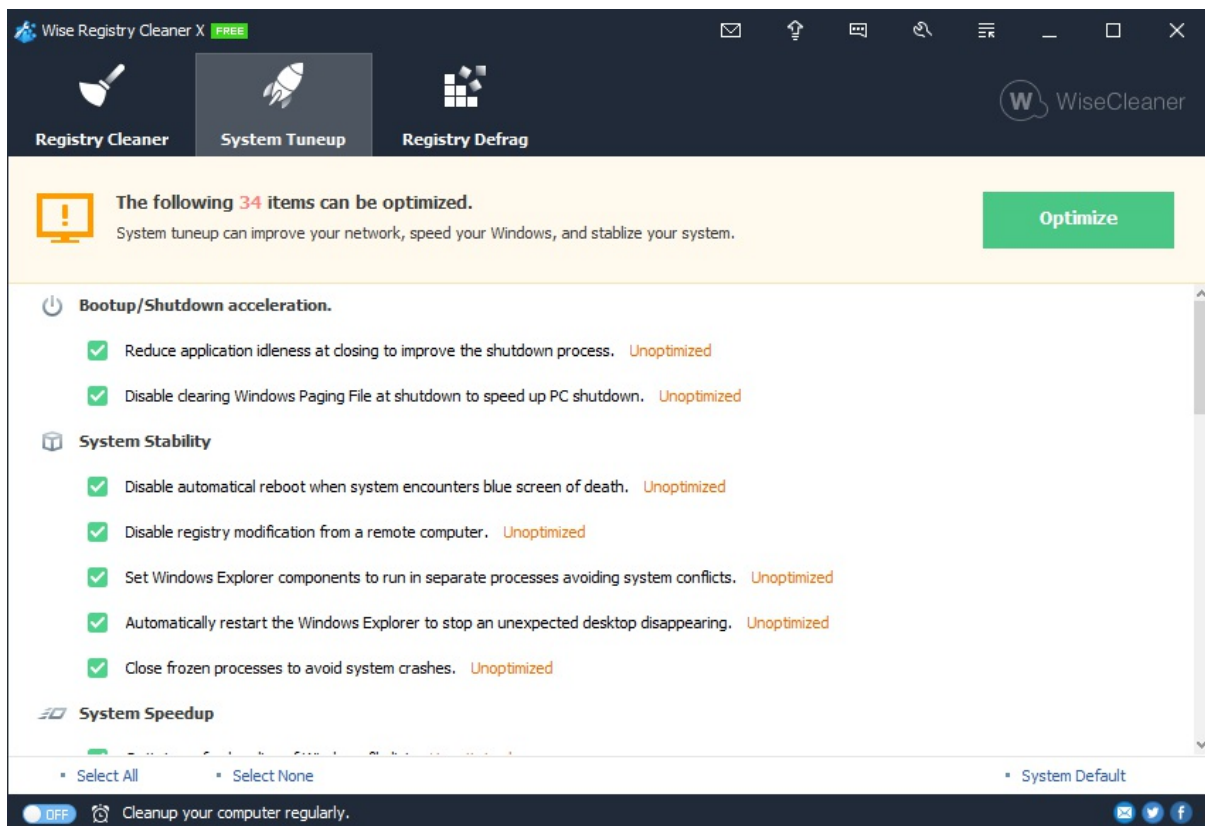 Wise Registry Cleaner X FREE
Registry Cleaner
System Tuneup
Registry Defrag
W WiseCleaner
The following 34 items can be optimized.
System tuneup can improve your network, speed your Windows, and stablize your system.
Optimize
Bootup/Shutdown acceleration.
Reduce application idleness at closing to improve the shutdown process. Unoptimized
Disable clearing Windows Paging File at shutdown to speed up PC shutdown. Unoptimized
System Stability
Disable automatical reboot when system encounters blue screen of death. Unoptimized
Disable registry modification from a remote computer. Unoptimized
Set Windows Explorer components to run in separate processes avoiding system conflicts. Unoptimized
Automatically restart the Windows Explorer to stop an unexpected desktop disappearing. Unoptimized
Close frozen processes to avoid system crashes. Unoptimized
System Speedup
Select All
Select None
System Default
OFF Cleanup your computer regularly.